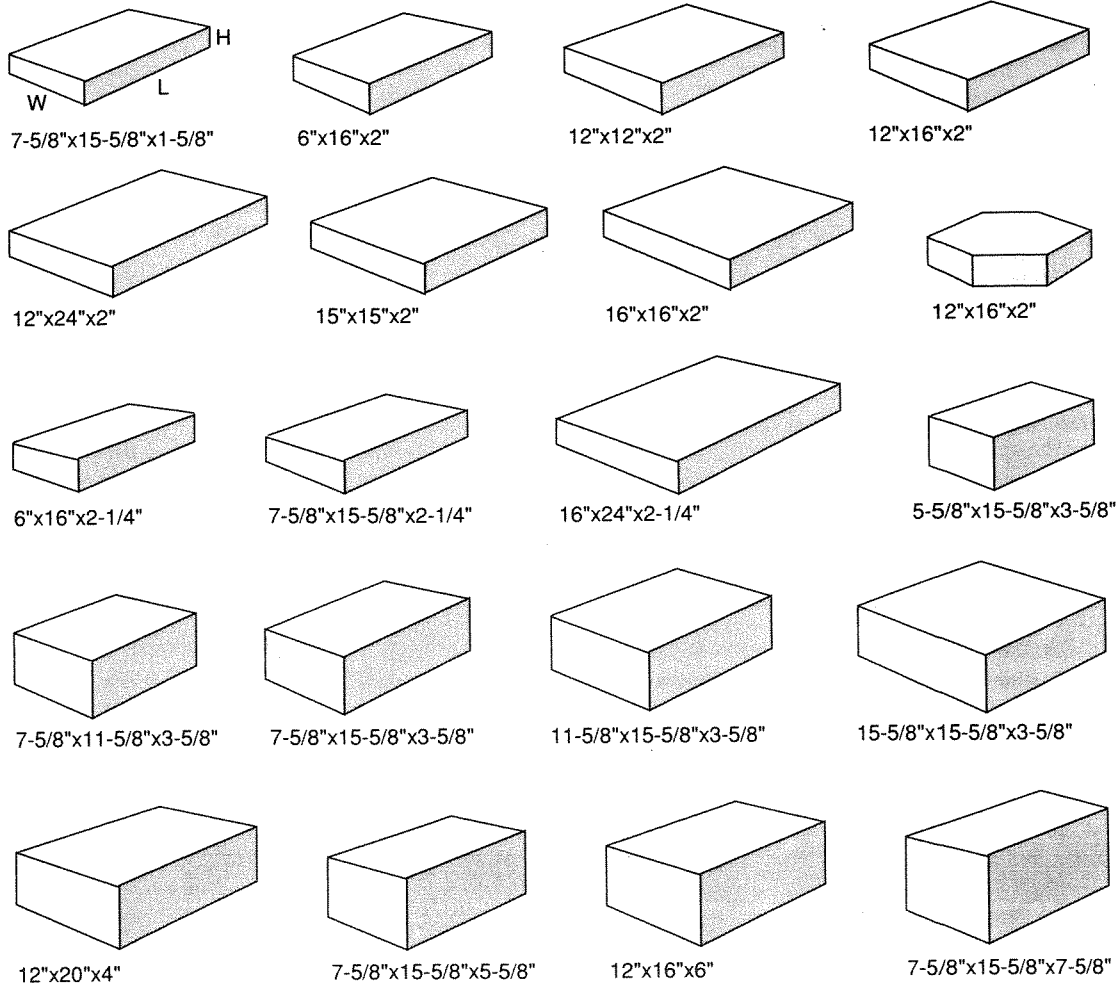 H
W
L
7-5/8"x15-5/8"x1-5/8"
6"x16"x2"
12"x12"x2"
12"x16"x2"
12"x24"x2"
15"x15"x2"
16"x16"x2"
12"x16"x2"
6"x16"x2-1/4"
7-5/8"x15-5/8"x2-1/4"
16"x24"x2-1/4"
5-5/8"x15-5/8"x3-5/8"
7-5/8"x11-5/8"x3-5/8"
7-5/8"x15-5/8"x3-5/8"
11-5/8"x15-5/8"x3-5/8"
15-5/8"x15-5/8"x3-5/8"
12"x20"x4"
7-5/8"x15-5/8"x5-5/8"
12"x16"x6"
7-5/8"x15-5/8"x7-5/8"